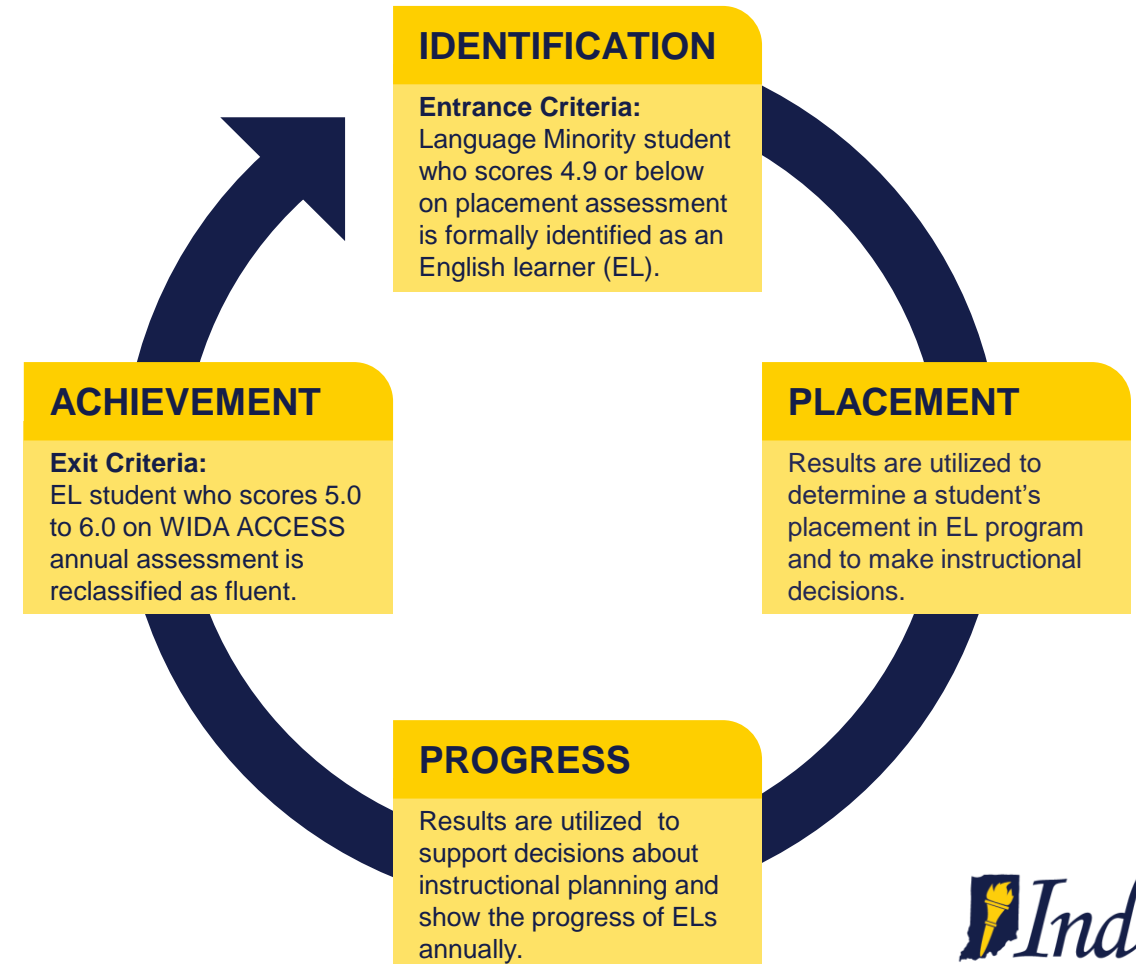 IDENTIFICATION
Entrance Criteria:
Language Minority student
who scores 4.9 or below
on placement assessment
is formally identified as an
English learner (EL).
PLACEMENT
Results are utilized to
determine a student’s
placement in EL program
and to make instructional
decisions.
PROGRESS
Results are utilized  to
support decisions about
instructional planning and
show the progress of ELs
annually.
ACHIEVEMENT
Exit Criteria:
EL student who scores 5.0
to 6.0 on WIDA ACCESS
annual assessment is
reclassified as fluent.
Ind